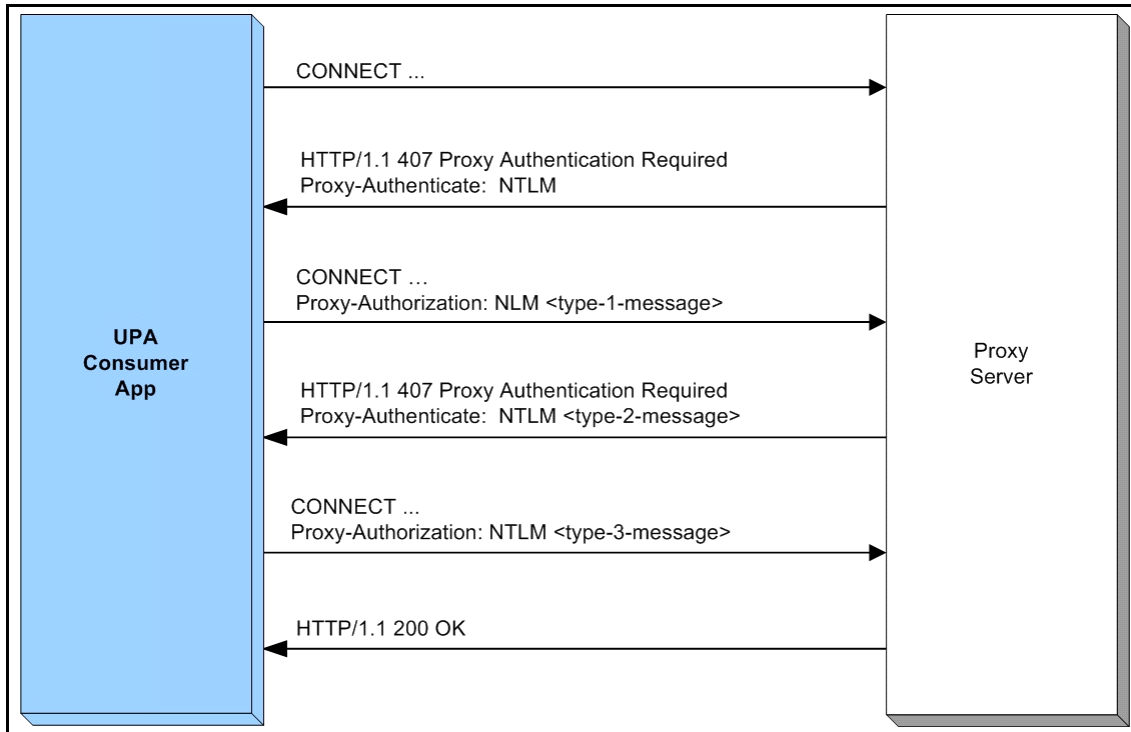 CONNECT ...
HTTP/1.1 407 Proxy Authentication Required
Proxy-Authenticate:  NTLM
CONNECT …
Proxy-Authorization: NLM <type-1-message>
UPA
Consumer
App
Proxy
Server
HTTP/1.1 407 Proxy Authentication Required
Proxy-Authenticate:  NTLM <type-2-message>
CONNECT ...
Proxy-Authorization: NTLM <type-3-message>
HTTP/1.1 200 OK